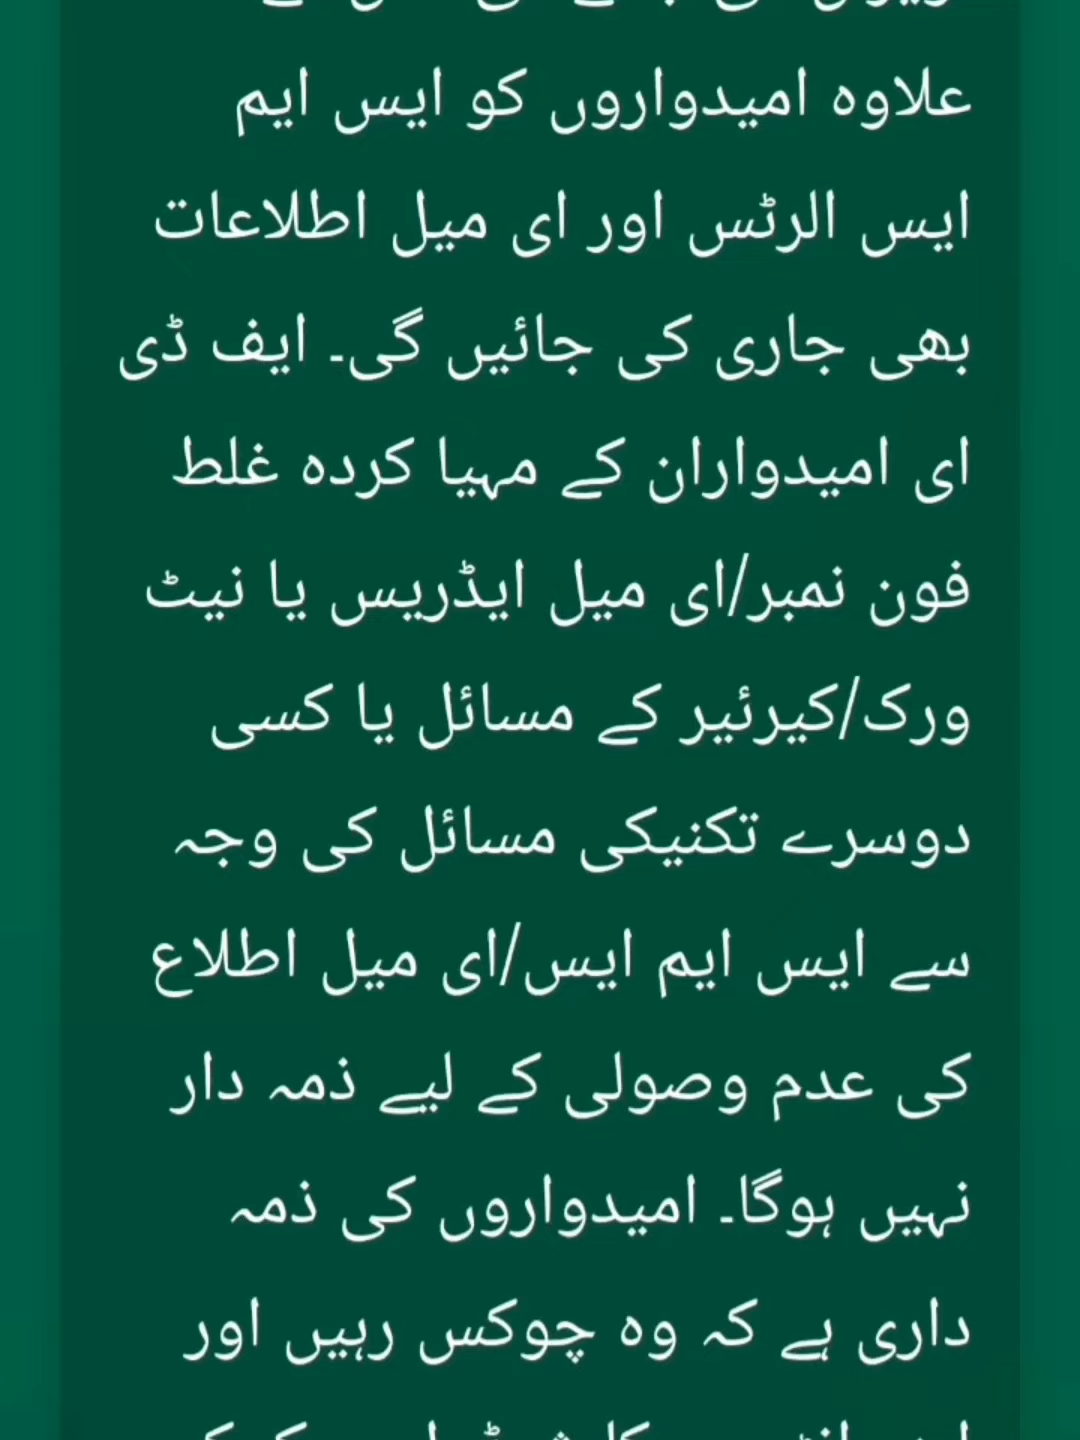 علاوہ امیدواروں کو ایس ایم
ایس الرٹس اور ای میل اطلاعات
بھی جاری کی جائیں گی۔ ایف ڈی
ای امیدواران کے مہیا کردہ غلط
فون نمبر/ای میل ایڈریس یا نیٹ
ورک/کیرئیر کے مسائل یا کسی
دوسرے تکنیکی مسائل کی وجہ
سے ایس ایم ایس/ای میل اطلاع
کی عدم وصولی کے لیے ذمہ دار
نہیں ہوگا۔ امیدواروں کی ذمہ
داری ہے کہ وہ چوکس رہیں اور